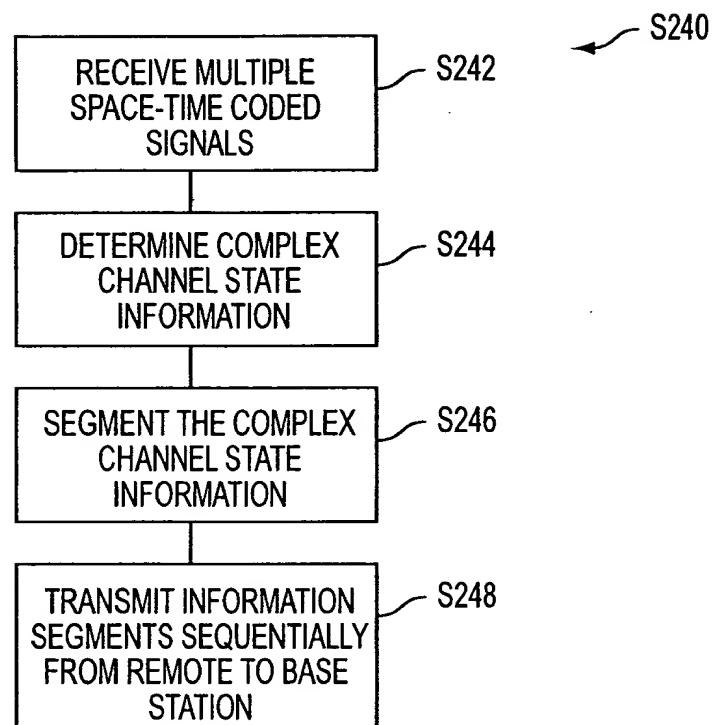 S240
RECEIVE MULTIPLE
SPACE-TIME CODED
SIGNALS
S242
DETERMINE COMPLEX
CHANNEL STATE
INFORMATION
S244
SEGMENT THE COMPLEX
CHANNEL STATE
INFORMATION
S246
TRANSMIT INFORMATION
SEGMENTS SEQUENTIALLY
FROM REMOTE TO BASE
STATION
S248